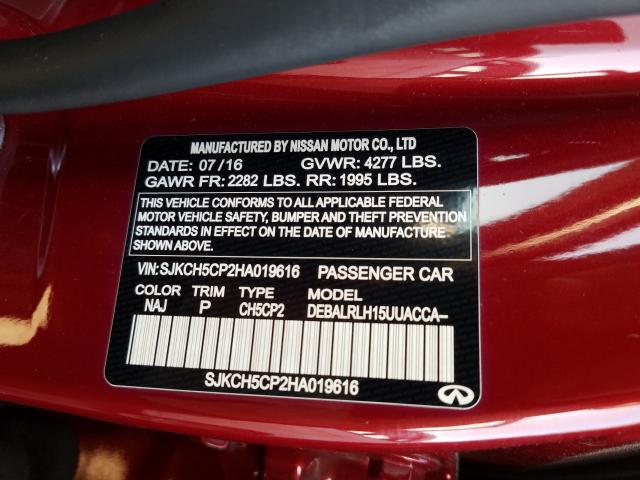 MANUFACTURED BY NISSAN MOTOR CO., LTD
DATE: 07/16 GVWR: 4277 LBS.
GAWR FR: 2282 LBS. RR: 1995 LBS.
THIS VEHICLE CONFORMS TO ALL APPLICABLE FEDERAL
MOTOR VEHICLE SAFETY, BUMPER AND THEFT PREVENTION
STANDARDS IN EFFECT ON THE DATE OF MANUFACTURE
SHOWN ABOVE.
VIN: SJKCH5CP2HA019616 PASSENGER CAR
COLOR TRIM TYPE MODEL
NAJ P CH5CP2 DEBALRLH15UUACCA-
SJKCH5CP2HA019616